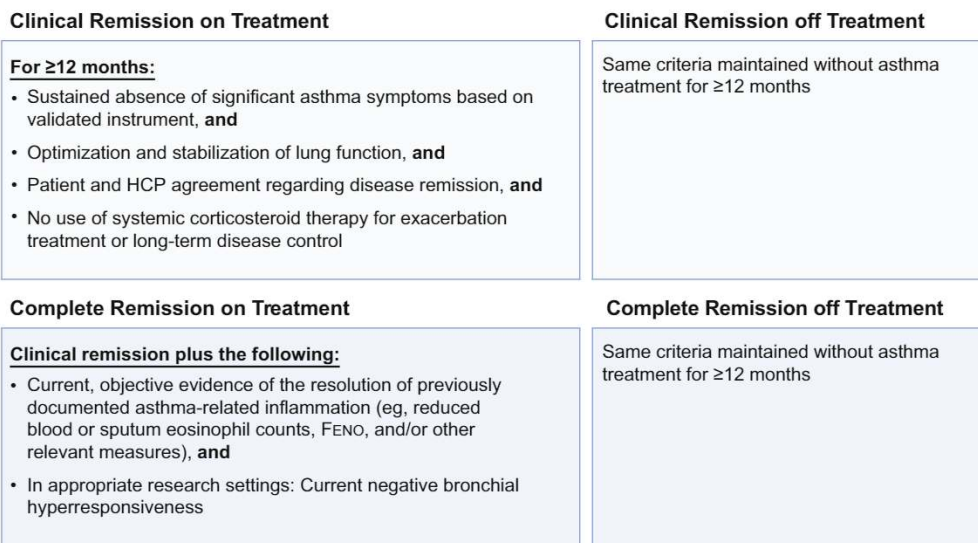 Clinical Remission on Treatment
For ≥12 months:
• Sustained absence of significant asthma symptoms based on
validated instrument, and
• Optimization and stabilization of lung function, and
• Patient and HCP agreement regarding disease remission, and
• No use of systemic corticosteroid therapy for exacerbation
treatment or long-term disease control
Clinical Remission off Treatment
Same criteria maintained without asthma
treatment for ≥12 months
Complete Remission on Treatment
Clinical remission plus the following:
• Current, objective evidence of the resolution of previously
documented asthma-related inflammation (eg, reduced
blood or sputum eosinophil counts, FENO, and/or other
relevant measures), and
• In appropriate research settings: Current negative bronchial
hyperresponsiveness
Complete Remission off Treatment
Same criteria maintained without asthma
treatment for ≥12 months